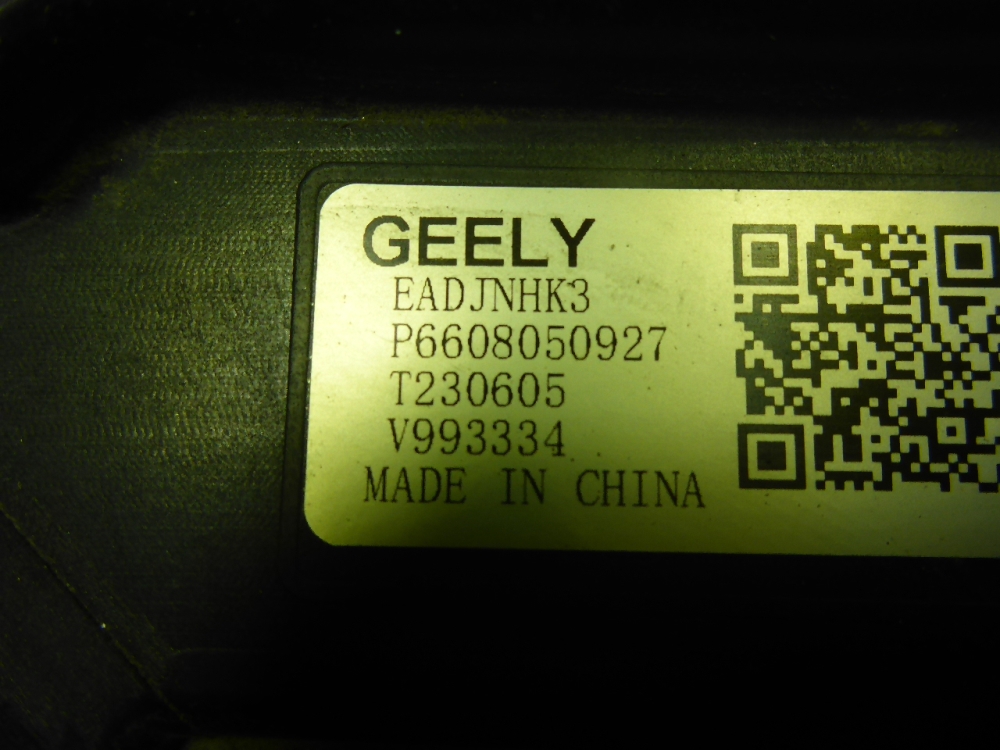 GEELY
EADJNHK3
P6608050927
T230605
V993334
MADE IN CHINA